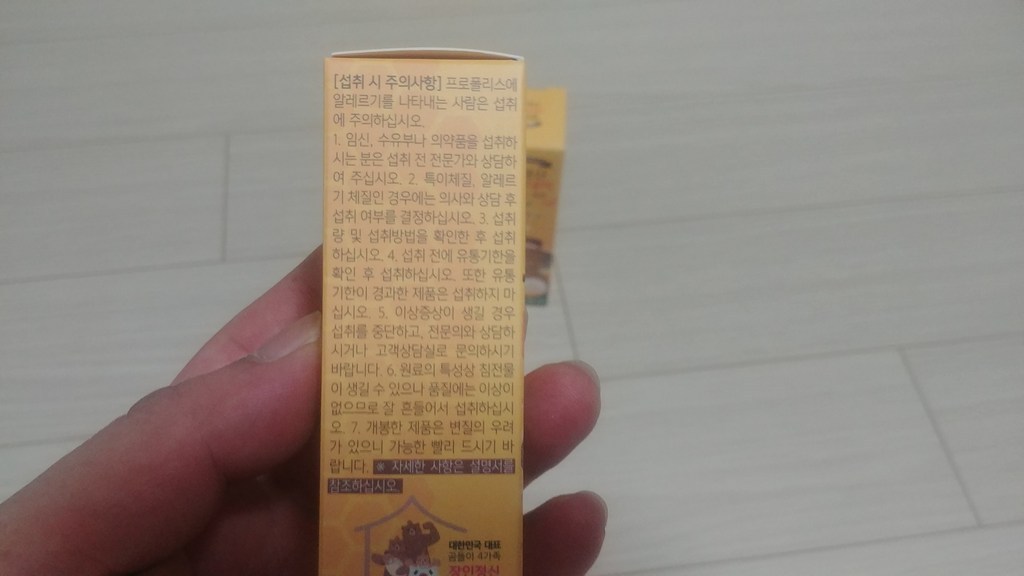 [섭취 시 주의사항] 프로폴리스에
알레르기를 나타내는 사람은 섭취
에 주의하십시오.
1. 임신, 수유부나 의약품을 섭취하
시는 분은 섭취 전 전문가와 상담하
여 주십시오. 2. 특이체질, 알레르
기 체질인 경우에는 의사와 상담 후
섭취 여부를 결정하십시오. 3. 섭취
량 및 섭취방법을 확인한 후 섭취
하십시오. 4. 섭취 전에 유통기한을
확인 후 섭취하십시오. 또한 유통
기한이 경과한 제품은 섭취하지 마
십시오. 5. 이상증상이 생길 경우
섭취를 중단하고, 전문의와 상담하
시거나 고객상담실로 문의하시기
바랍니다. 6. 원료의 특성상 침전물
이 생길 수 있으나 품질에는 이상이
없으므로 잘 흔들어서 섭취하십시
오. 7. 개봉한 제품은 변질의 우려
가 있으니 가능한 빨리 드시기 바
랍니다. ※ 자세한 사항은 설명서를
참조하십시오.
대한민국 대표
곰돌이 4가족
장인정신